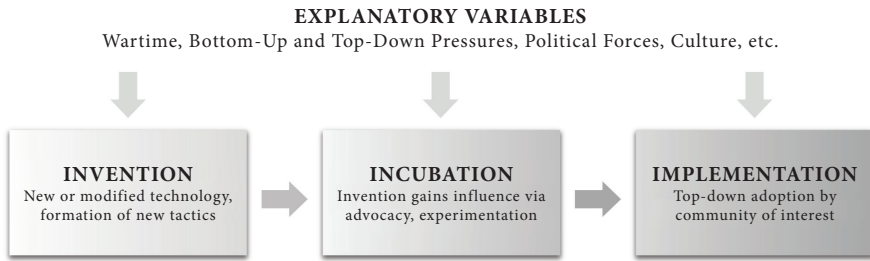 EXPLANATORY VARIABLES
Wartime, Bottom-Up and Top-Down Pressures, Political Forces, Culture, etc.
INVENTION
New or modified technology,
formation of new tactics
INCUBATION
Invention gains influence via
advocacy, experimentation
IMPLEMENTATION
Top-down adoption by
community of interest